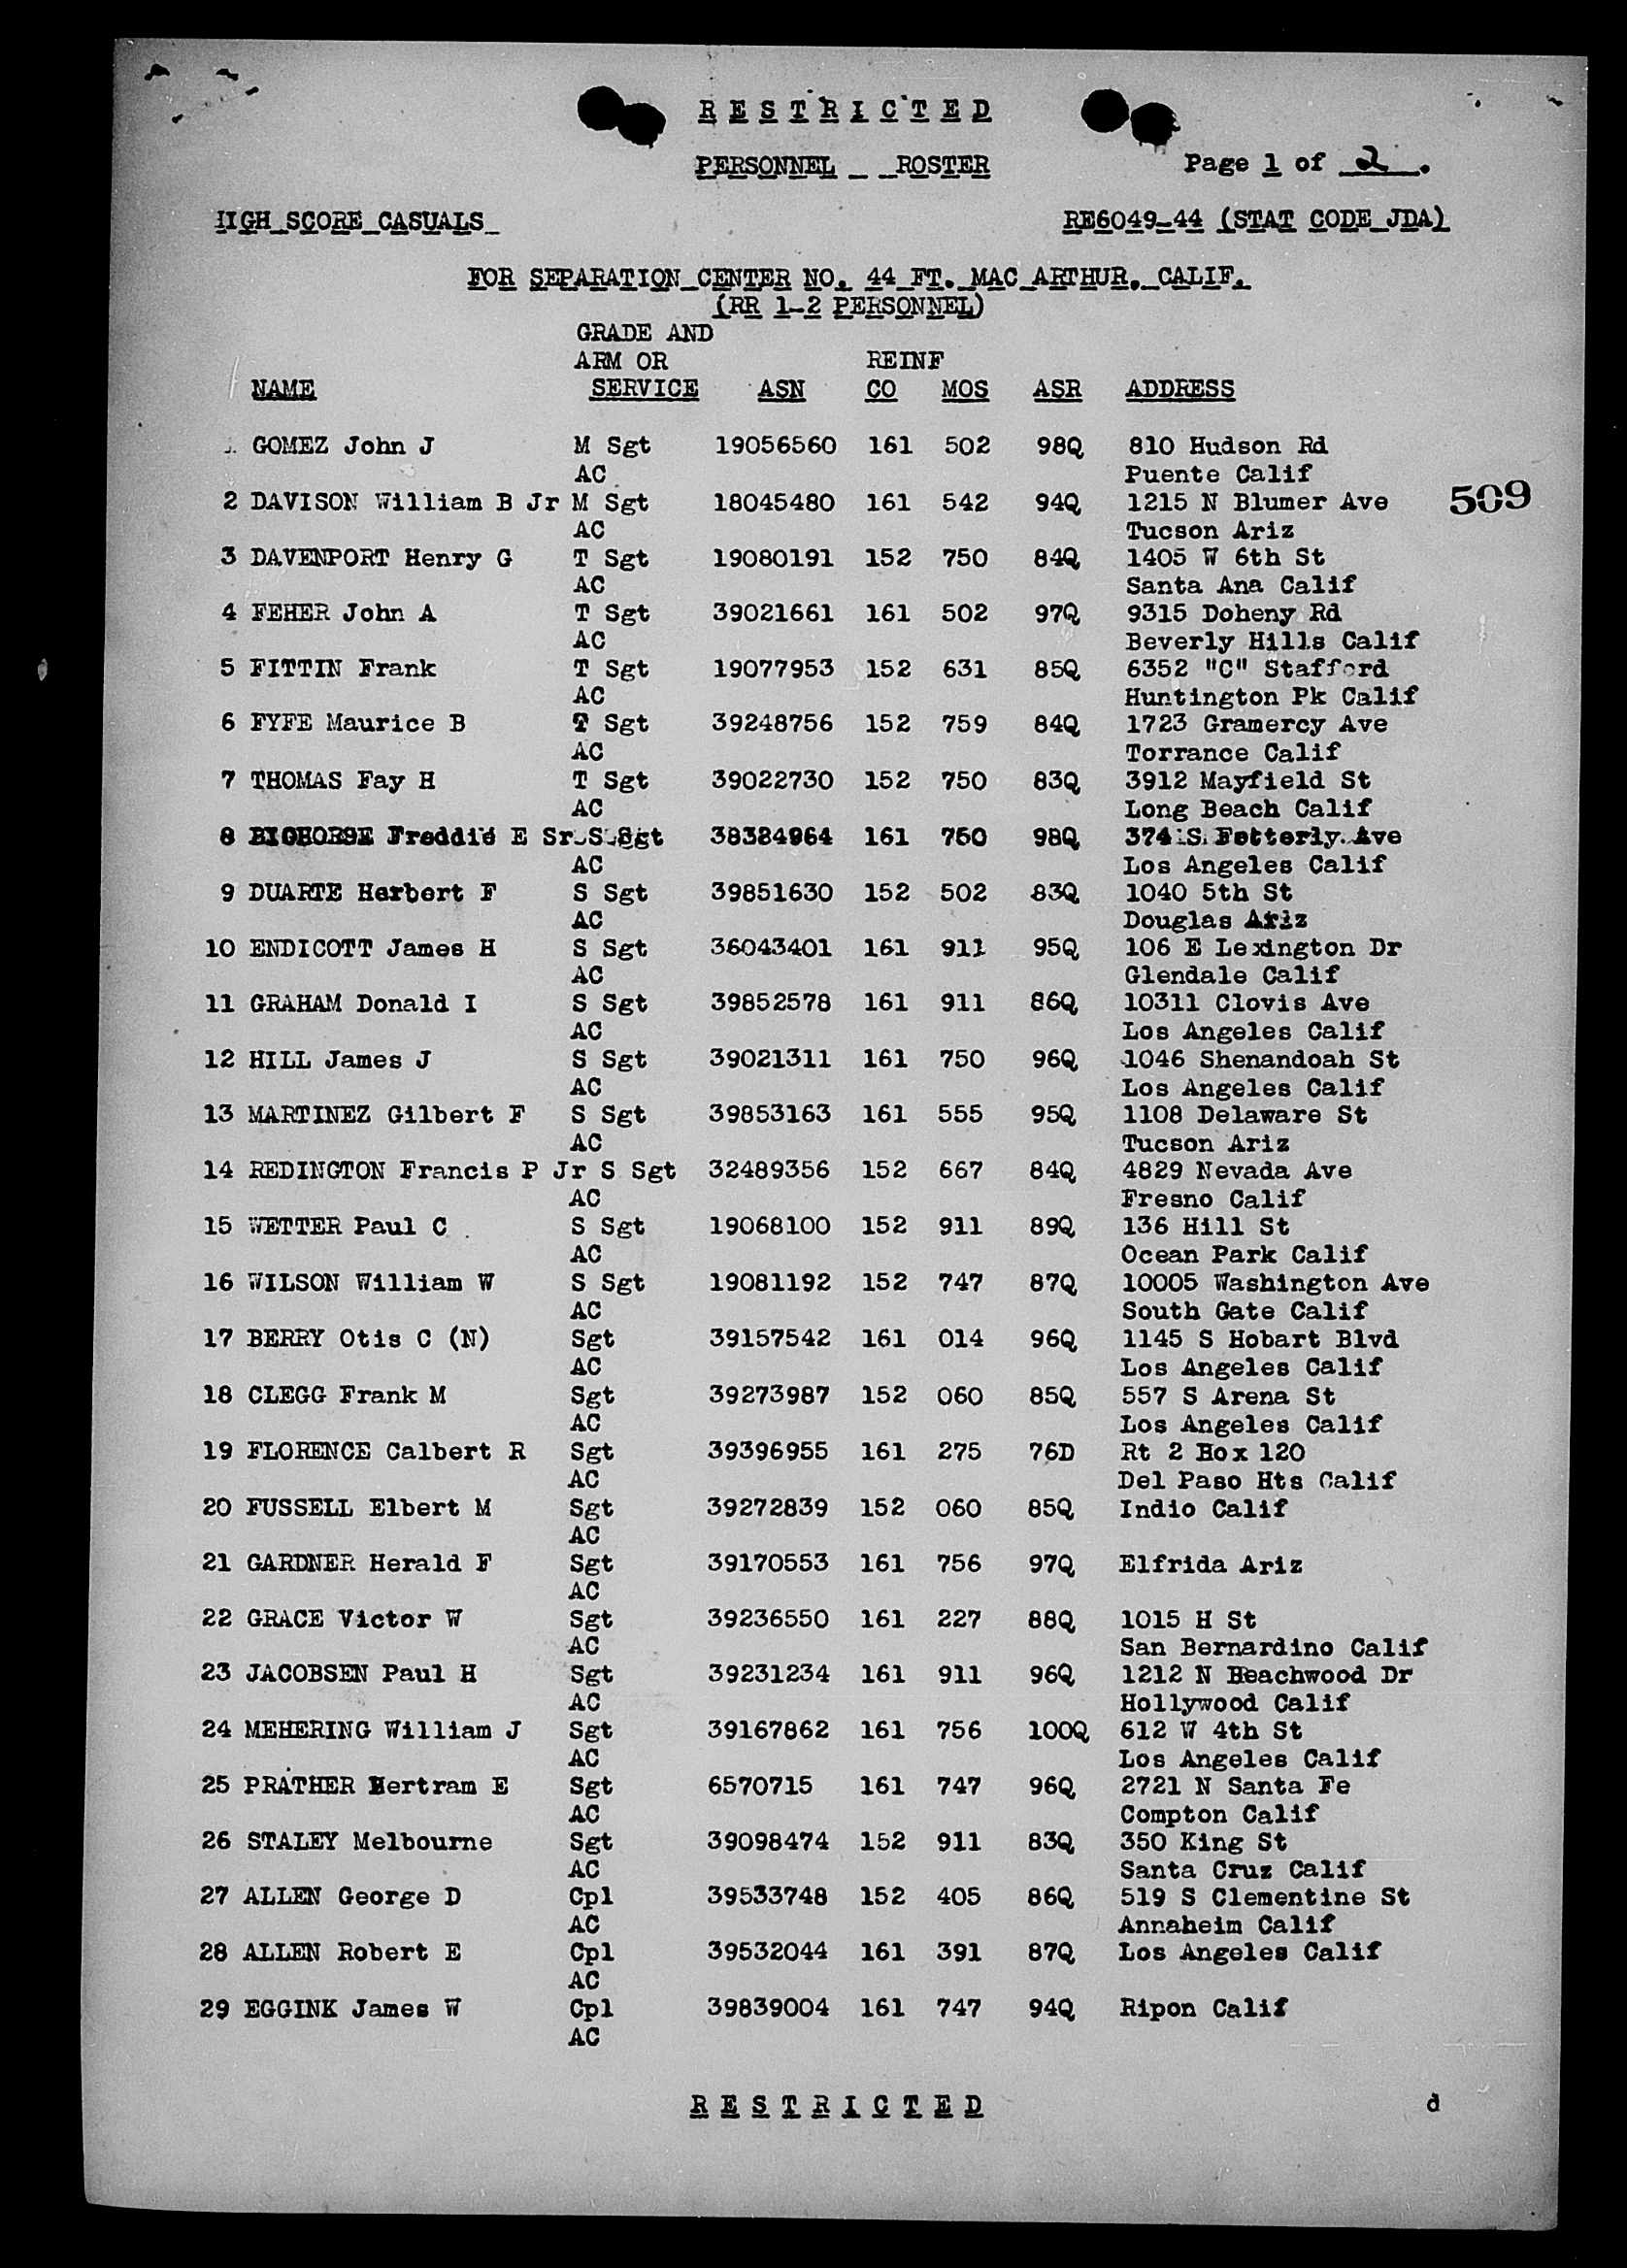 RESTRICTED
PERSONNEL ROSTER Page 1 of 2.
HIGH SCORE CASUALS RE6049-44 (STAT CODE JDA)
FOR SEPARATION CENTER NO. 44 FT. MAC ARTHUR. CALIF.
(RR 1-2 PERSONNEL)
GRADE AND
ARM OR REINF
NAME SERVICE ASN CO MOS ASR ADDRESS
1. GOMEZ John J M Sgt 19056560 161 502 98Q 810 Hudson Rd
AC Puente Calif
2 DAVISON William B Jr M Sgt 18045480 161 542 94Q 1215 N Blumer Ave 509
AC Tucson Ariz
3 DAVENPORT Henry G T Sgt 19080191 152 750 84Q 1405 W 6th St
AC Santa Ana Calif
4 FEHER John A T Sgt 39021661 161 502 97Q 9315 Doheny Rd
AC Beverly Hills Calif
5 FITTIN Frank T Sgt 19077953 152 631 85Q 6352 "C" Stafford
AC Huntington Pk Calif
6 FYFE Maurice B T Sgt 39248756 152 759 84Q 1723 Gramercy Ave
AC Torrance Calif
7 THOMAS Fay H T Sgt 39022730 152 750 83Q 3912 Mayfield St
AC Long Beach Calif
8 BIGHORSE Freddie E Sr S Sgt 38384964 161 750 98Q 374 S Fetterly Ave
AC Los Angeles Calif
9 DUARTE Herbert F S Sgt 39851630 152 502 83Q 1040 5th St
AC Douglas Ariz
10 ENDICOTT James H S Sgt 36043401 161 911 95Q 106 E Lexington Dr
AC Glendale Calif
11 GRAHAM Donald I S Sgt 39852578 161 911 86Q 10311 Clovis Ave
AC Los Angeles Calif
12 HILL James J S Sgt 39021311 161 750 96Q 1046 Shenandoah St
AC Los Angeles Calif
13 MARTINEZ Gilbert F S Sgt 39853163 161 555 95Q 1108 Delaware St
AC Tucson Ariz
14 REDINGTON Francis P Jr S Sgt 32489356 152 667 84Q 4829 Nevada Ave
AC Fresno Calif
15 WETTER Paul C S Sgt 19068100 152 911 89Q 136 Hill St
AC Ocean Park Calif
16 WILSON William W S Sgt 19081192 152 747 87Q 10005 Washington Ave
AC South Gate Calif
17 BERRY Otis C (N) Sgt 39157542 161 014 96Q 1145 S Hobart Blvd
AC Los Angeles Calif
18 CLEGG Frank M Sgt 39273987 152 060 85Q 557 S Arena St
AC Los Angeles Calif
19 FLORENCE Calbert R Sgt 39396955 161 275 76D Rt 2 Box 120
AC Del Paso Hts Calif
20 FUSSELL Elbert M Sgt 39272839 152 060 85Q Indio Calif
AC
21 GARDNER Herald F Sgt 39170553 161 756 97Q Elfrida Ariz
AC
22 GRACE Victor W Sgt 39236550 161 227 88Q 1015 H St
AC San Bernardino Calif
23 JACOBSEN Paul H Sgt 39231234 161 911 96Q 1212 N Beachwood Dr
AC Hollywood Calif
24 MEHERING William J Sgt 39167862 161 756 100Q 612 W 4th St
AC Los Angeles Calif
25 PRATHER Bertram E Sgt 6570715 161 747 96Q 2721 N Santa Fe
AC Compton Calif
26 STALEY Melbourne Sgt 39098474 152 911 83Q 350 King St
AC Santa Cruz Calif
27 ALLEN George D Cpl 39533748 152 405 86Q 519 S Clementine St
AC Annaheim Calif
28 ALLEN Robert E Cpl 39532044 161 391 87Q Los Angeles Calif
AC
29 EGGINK James W Cpl 39839004 161 747 94Q Ripon Calif
AC
RESTRICTED d